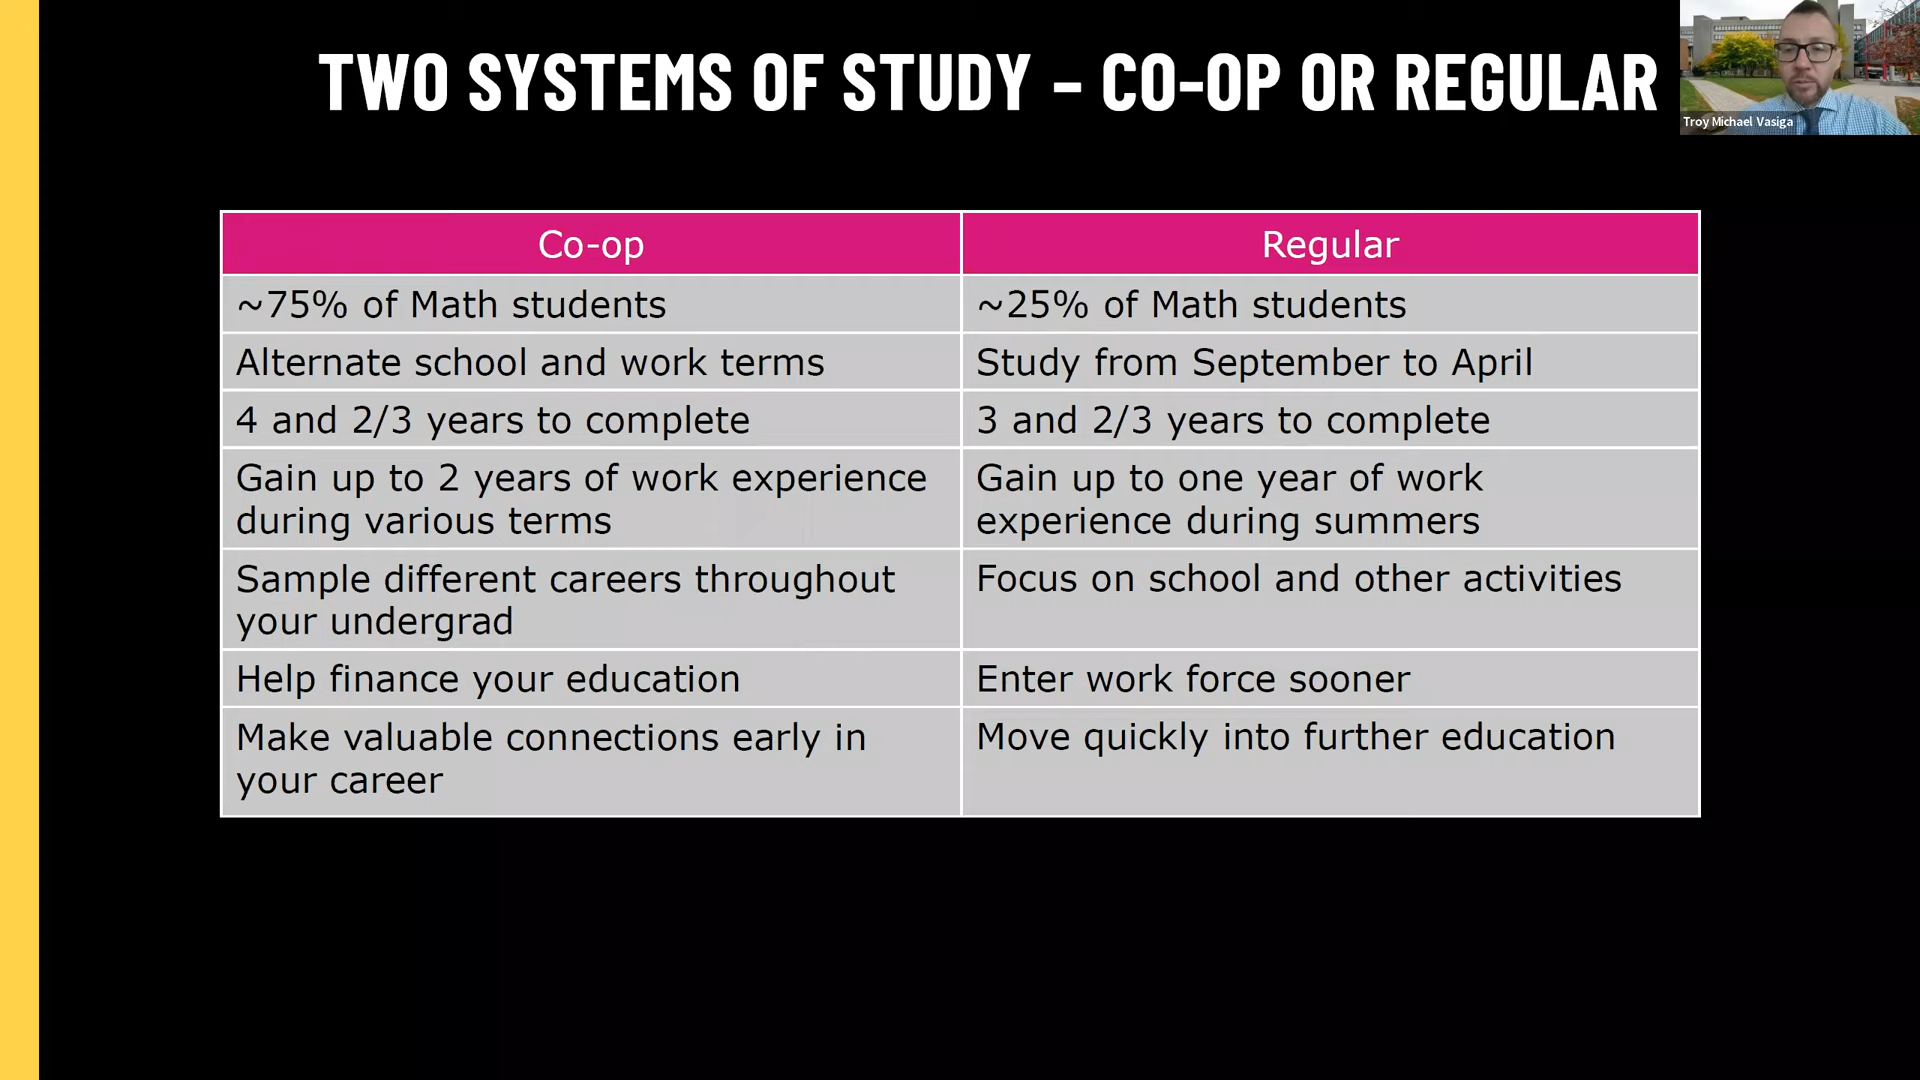 TWO SYSTEMS OF STUDY – CO-OP OR REGULAR
Troy Michael Vasiga
Co-op
Regular
~75% of Math students
~25% of Math students
Alternate school and work terms
Study from September to April
4 and 2/3 years to complete
3 and 2/3 years to complete
Gain up to 2 years of work experience
during various terms
Gain up to one year of work
experience during summers
Sample different careers throughout
your undergrad
Focus on school and other activities
Help finance your education
Enter work force sooner
Make valuable connections early in
your career
Move quickly into further education